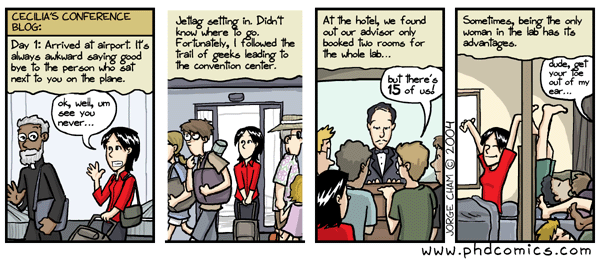 CECILIA'S CONFERENCE
BLOG:
Day 1: Arrived at airport. It's
always awkward saying good
bye to the person who sat
next to you on the plane.
ok, well, um
see you
never...
Jetlag setting in. Didn't
know where to go.
Fortunately, I followed the
trail of geeks leading to
the convention center.
At the hotel, we found
out our advisor only
booked two rooms for
the whole lab...
but there's
15 of us!
JORGE CHAM © 2004
Sometimes, being the only
woman in the lab has its
advantages.
dude, get
your toe
out of my
ear...
www.phdcomics.com